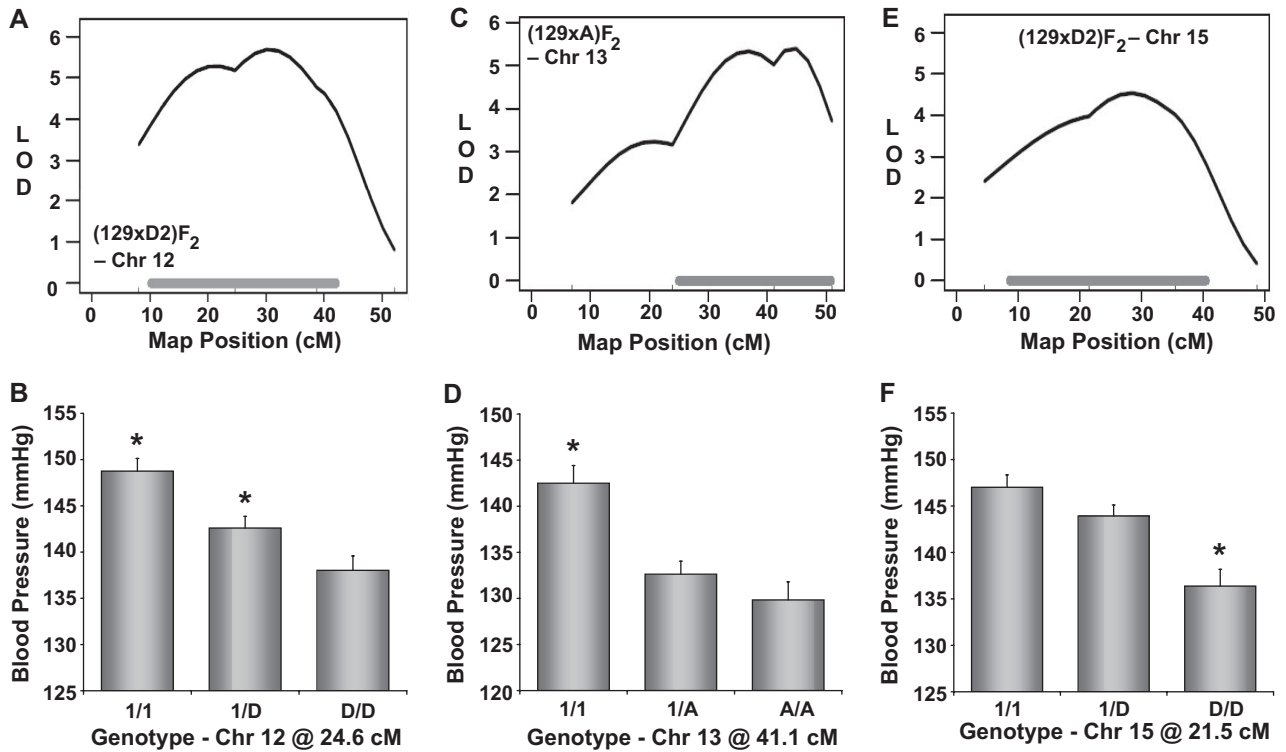 A
6
5
4
3
2
1
0
L
O
D
(129xD2)F2
– Chr 12
0 10 20 30 40 50
Map Position (cM)
C
6
5
4
3
2
1
0
L
O
D
(129xA)F2
– Chr 13
0 10 20 30 40 50
Map Position (cM)
E
6
5
4
3
2
1
0
L
O
D
(129xD2)F2 – Chr 15
0 10 20 30 40 50
Map Position (cM)
B
155
150
145
140
135
130
125
Blood Pressure (mmHg)
*
*
1/1 1/D D/D
Genotype - Chr 12 @ 24.6 cM
D
150
145
140
135
130
125
120
Blood Pressure (mmHg)
*
1/1 1/A A/A
Genotype - Chr 13 @ 41.1 cM
F
155
150
145
140
135
130
125
Blood Pressure (mmHg)
*
1/1 1/D D/D
Genotype - Chr 15 @ 21.5 cM